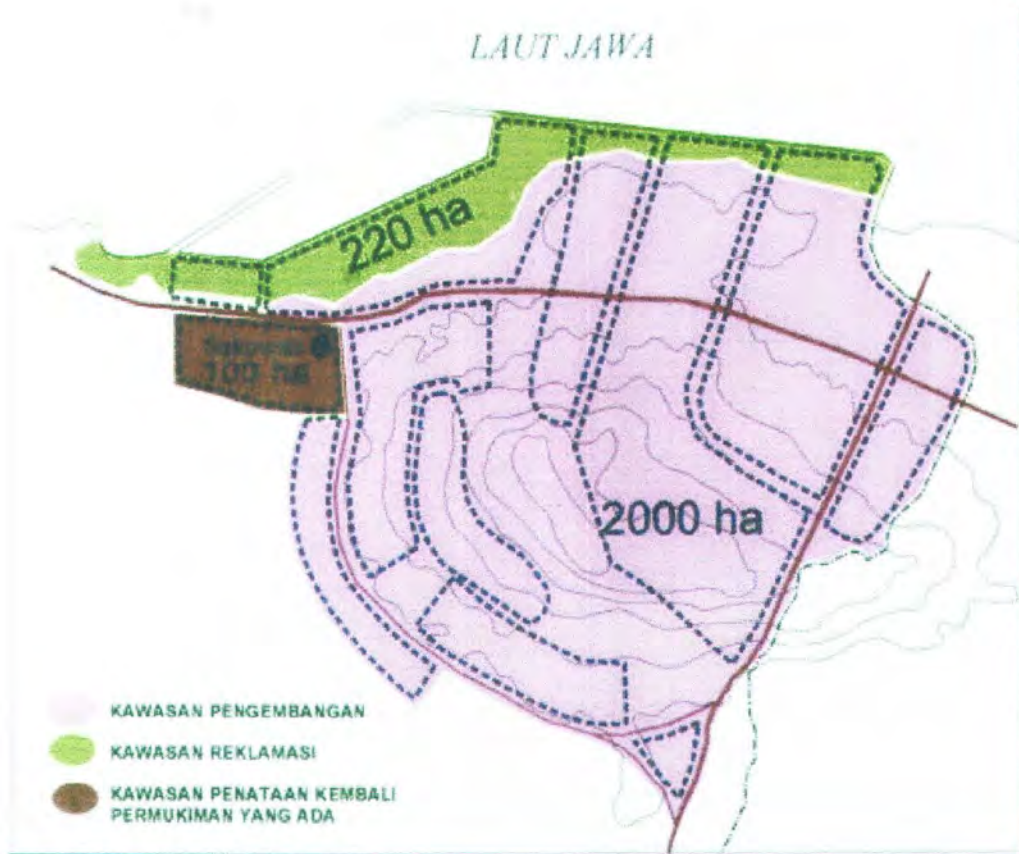 LAUT JAWA
220 ha
100 ha
2000 ha
KAWASAN PENGEMBANGAN
KAWASAN REKLAMASI
KAWASAN PENATAAN KEMBALI
PERMUKIMAN YANG ADA